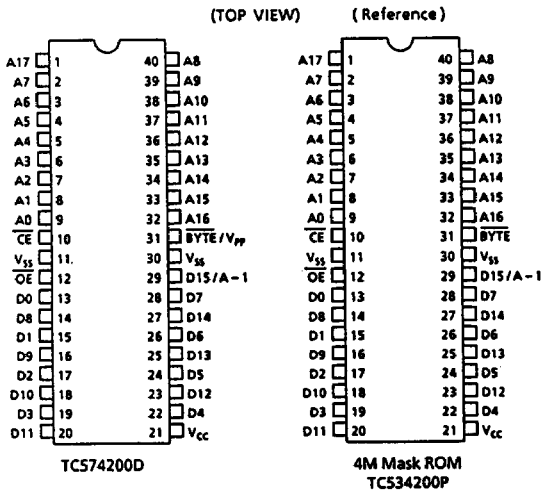 (TOP VIEW) (Reference)
A17 1 40 A8 A17 1 40 A8
A7 2 39 A9 A7 2 39 A9
A6 3 38 A10 A6 3 38 A10
A5 4 37 A11 A5 4 37 A11
A4 5 36 A12 A4 5 36 A12
A3 6 35 A13 A3 6 35 A13
A2 7 34 A14 A2 7 34 A14
A1 8 33 A15 A1 8 33 A15
A0 9 32 A16 A0 9 32 A16
C̅E̅ 10 31 B̅Y̅T̅E̅/Vpp C̅E̅ 10 31 B̅Y̅T̅E̅
Vss 11. 30 Vss Vss 11 30 Vss
O̅E̅ 12 29 D15/A-1 O̅E̅ 12 29 D15/A-1
D0 13 28 D7 D0 13 28 D7
D8 14 27 D14 D8 14 27 D14
D1 15 26 D6 D1 15 26 D6
D9 16 25 D13 D9 16 25 D13
D2 17 24 D5 D2 17 24 D5
D10 18 23 D12 D10 18 23 D12
D3 19 22 D4 D3 19 22 D4
D11 20 21 Vcc D11 20 21 Vcc
TC574200D 4M Mask ROM
TC534200P